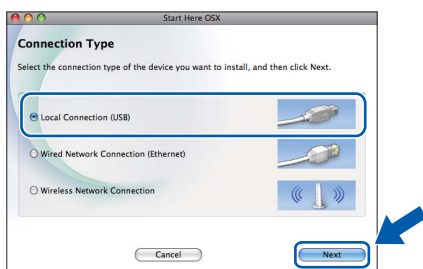 Start Here OSX
Connection Type
Select the connection type of the device you want to install, and then click Next.
Local Connection (USB)
Wired Network Connection (Ethernet)
Wireless Network Connection
Cancel
Next